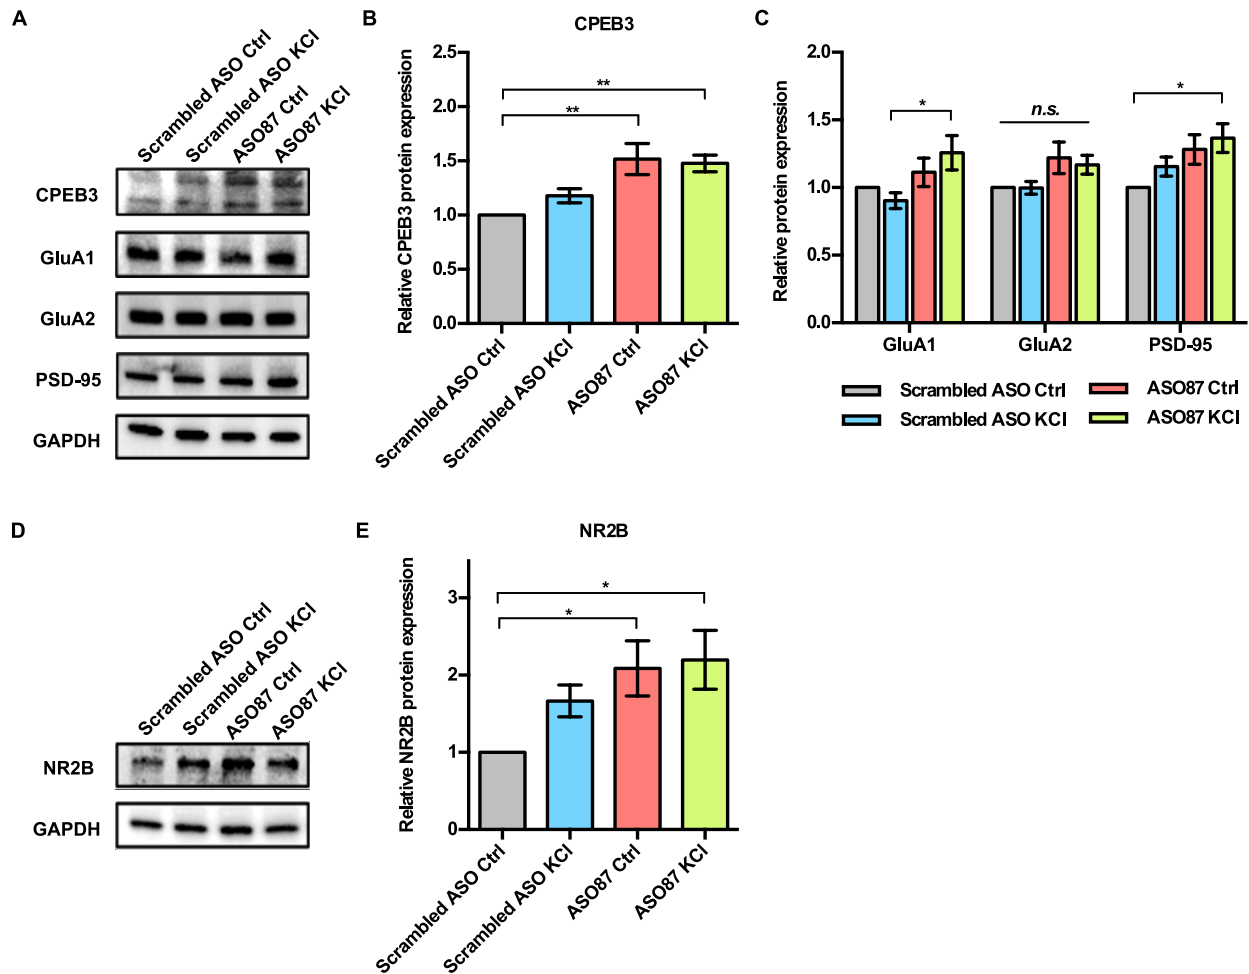 A
Scrambled ASO Ctrl
Scrambled ASO KCl
ASO87 Ctrl
ASO87 KCl
CPEB3
GluA1
GluA2
PSD-95
GAPDH
B
CPEB3
Relative CPEB3 protein expression
2.5
2.0
1.5
1.0
0.5
0.0
**
**
Scrambled ASO Ctrl
Scrambled ASO KCl
ASO87 Ctrl
ASO87 KCl
C
Relative protein expression
2.0
1.5
1.0
0.5
0.0
*
n.s.
*
GluA1
GluA2
PSD-95
Scrambled ASO Ctrl
ASO87 Ctrl
Scrambled ASO KCl
ASO87 KCl
D
Scrambled ASO Ctrl
Scrambled ASO KCl
ASO87 Ctrl
ASO87 KCl
NR2B
GAPDH
E
NR2B
Relative NR2B protein expression
3
2
1
0
*
*
Scrambled ASO Ctrl
Scrambled ASO KCl
ASO87 Ctrl
ASO87 KCl